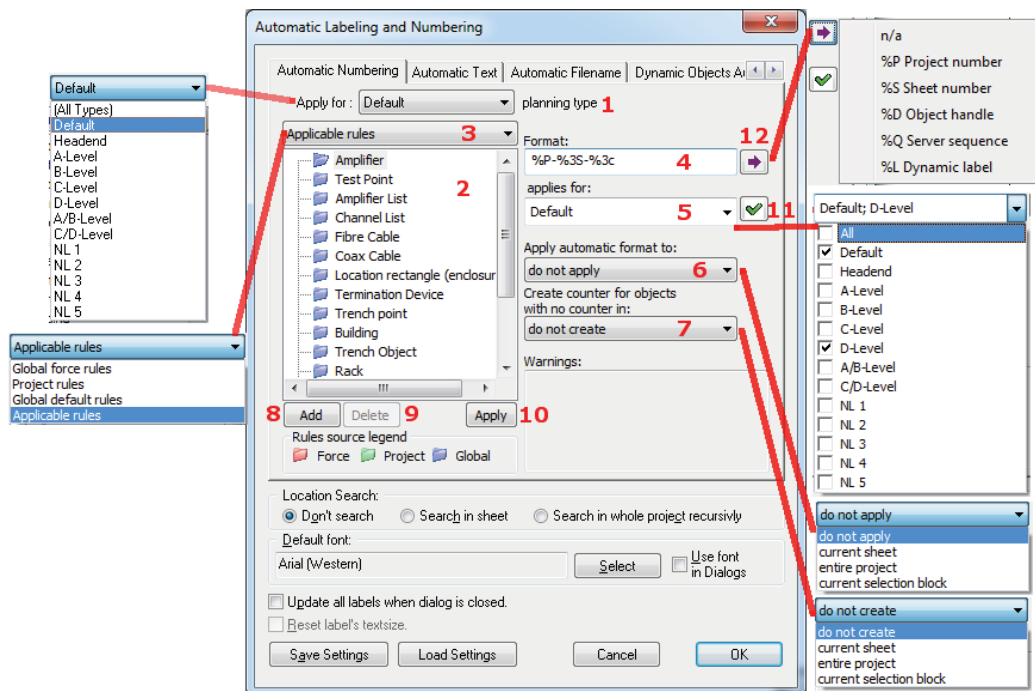 Automatic Labeling and Numbering
x
Automatic Numbering
Automatic Text
Automatic Filename
Dynamic Objects
Apply for :
Default
planning type
1
Applicable rules
3
2
Amplifier
Test Point
Amplifier List
Channel List
Fibre Cable
Coax Cable
Location rectangle (enclosur
Termination Device
Trench point
Building
Trench Object
Rack
8
Add
Delete
9
Apply
10
Rules source legend
Force
Project
Global
Format:
12
%P-%3S-%3c
4
applies for:
Default
5
11
Apply automatic format to:
do not apply
6
Create counter for objects
with no counter in:
do not create
7
Warnings:
Location Search:
Don't search
Search in sheet
Search in whole project recursivly
Default font:
Arial (Western)
Select
Use font
in Dialogs
Update all labels when dialog is closed.
Reset label's textsize.
Save Settings
Load Settings
Cancel
OK
Default
(All Types)
Default
Headend
A-Level
B-Level
C-Level
D-Level
A/B-Level
C/D-Level
NL 1
NL 2
NL 3
NL 4
NL 5
Applicable rules
Global force rules
Project rules
Global default rules
Applicable rules
n/a
%P Project number
%S Sheet number
%D Object handle
%Q Server sequence
%L Dynamic label
Default; D-Level
All
Default
Headend
A-Level
B-Level
C-Level
D-Level
A/B-Level
C/D-Level
NL 1
NL 2
NL 3
NL 4
NL 5
do not apply
do not apply
current sheet
entire project
current selection block
do not create
do not create
current sheet
entire project
current selection block